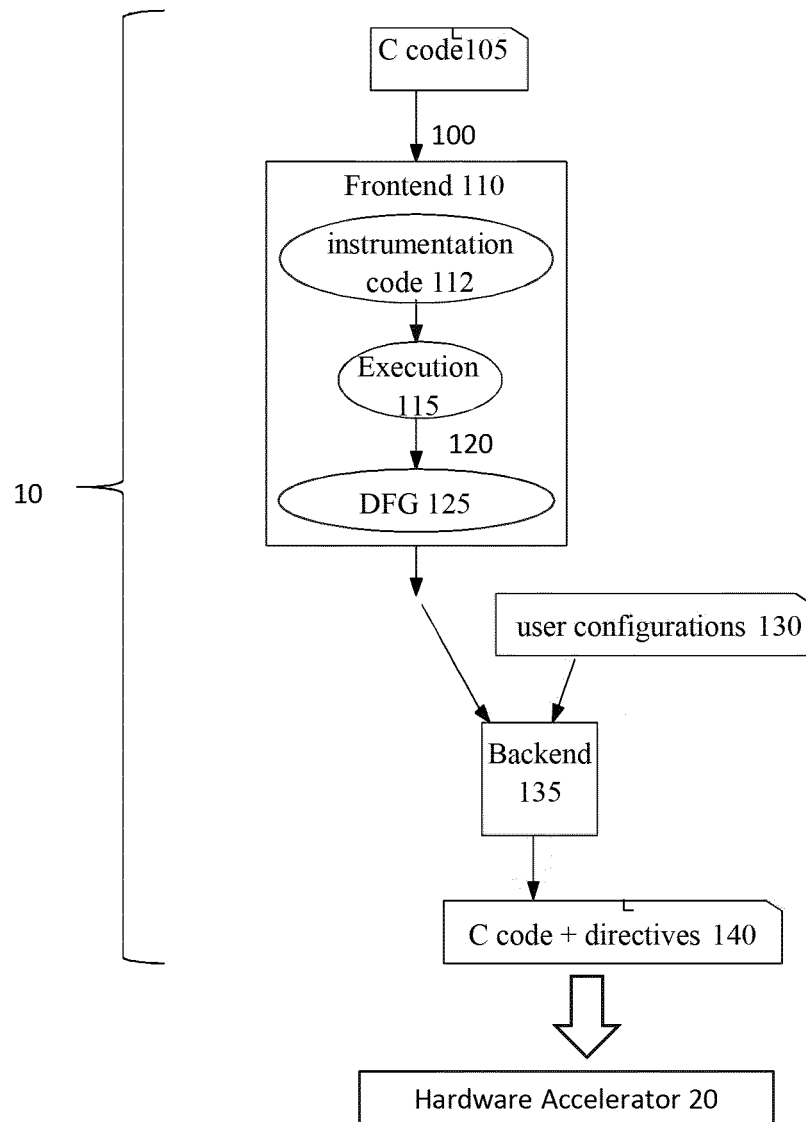 C code105
100
Frontend 110
instrumentation
code 112
Execution
115
120
DFG 125
10
user configurations 130
Backend
135
C code + directives 140
Hardware Accelerator 20